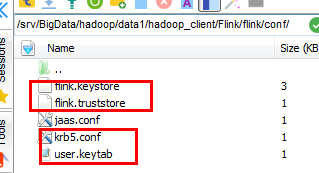 /srv/BigData/hadoop/data1/hadoop_client/Flink/flink/conf/
Sessions
Tools
Name
Size (KB)
..
flink.keystore 3
flink.truststore 1
jaas.conf 1
krb5.conf 1
user.keytab 1